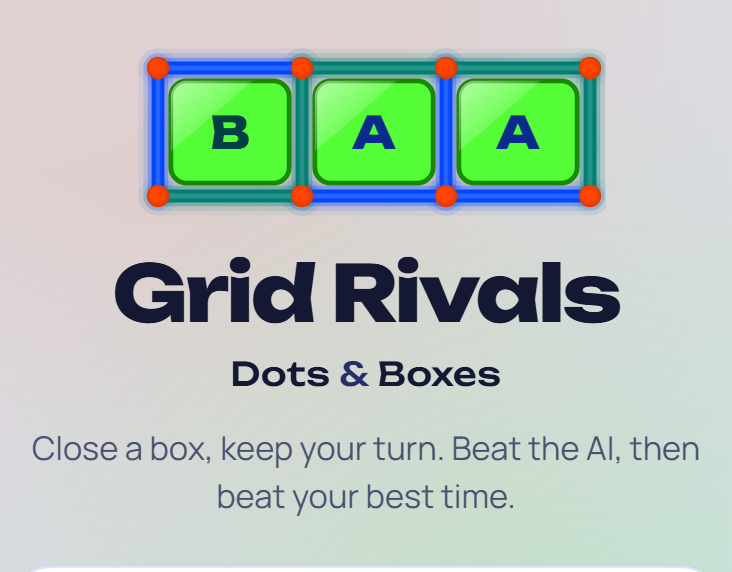 B A A
Grid Rivals
Dots & Boxes
Close a box, keep your turn. Beat the AI, then
beat your best time.